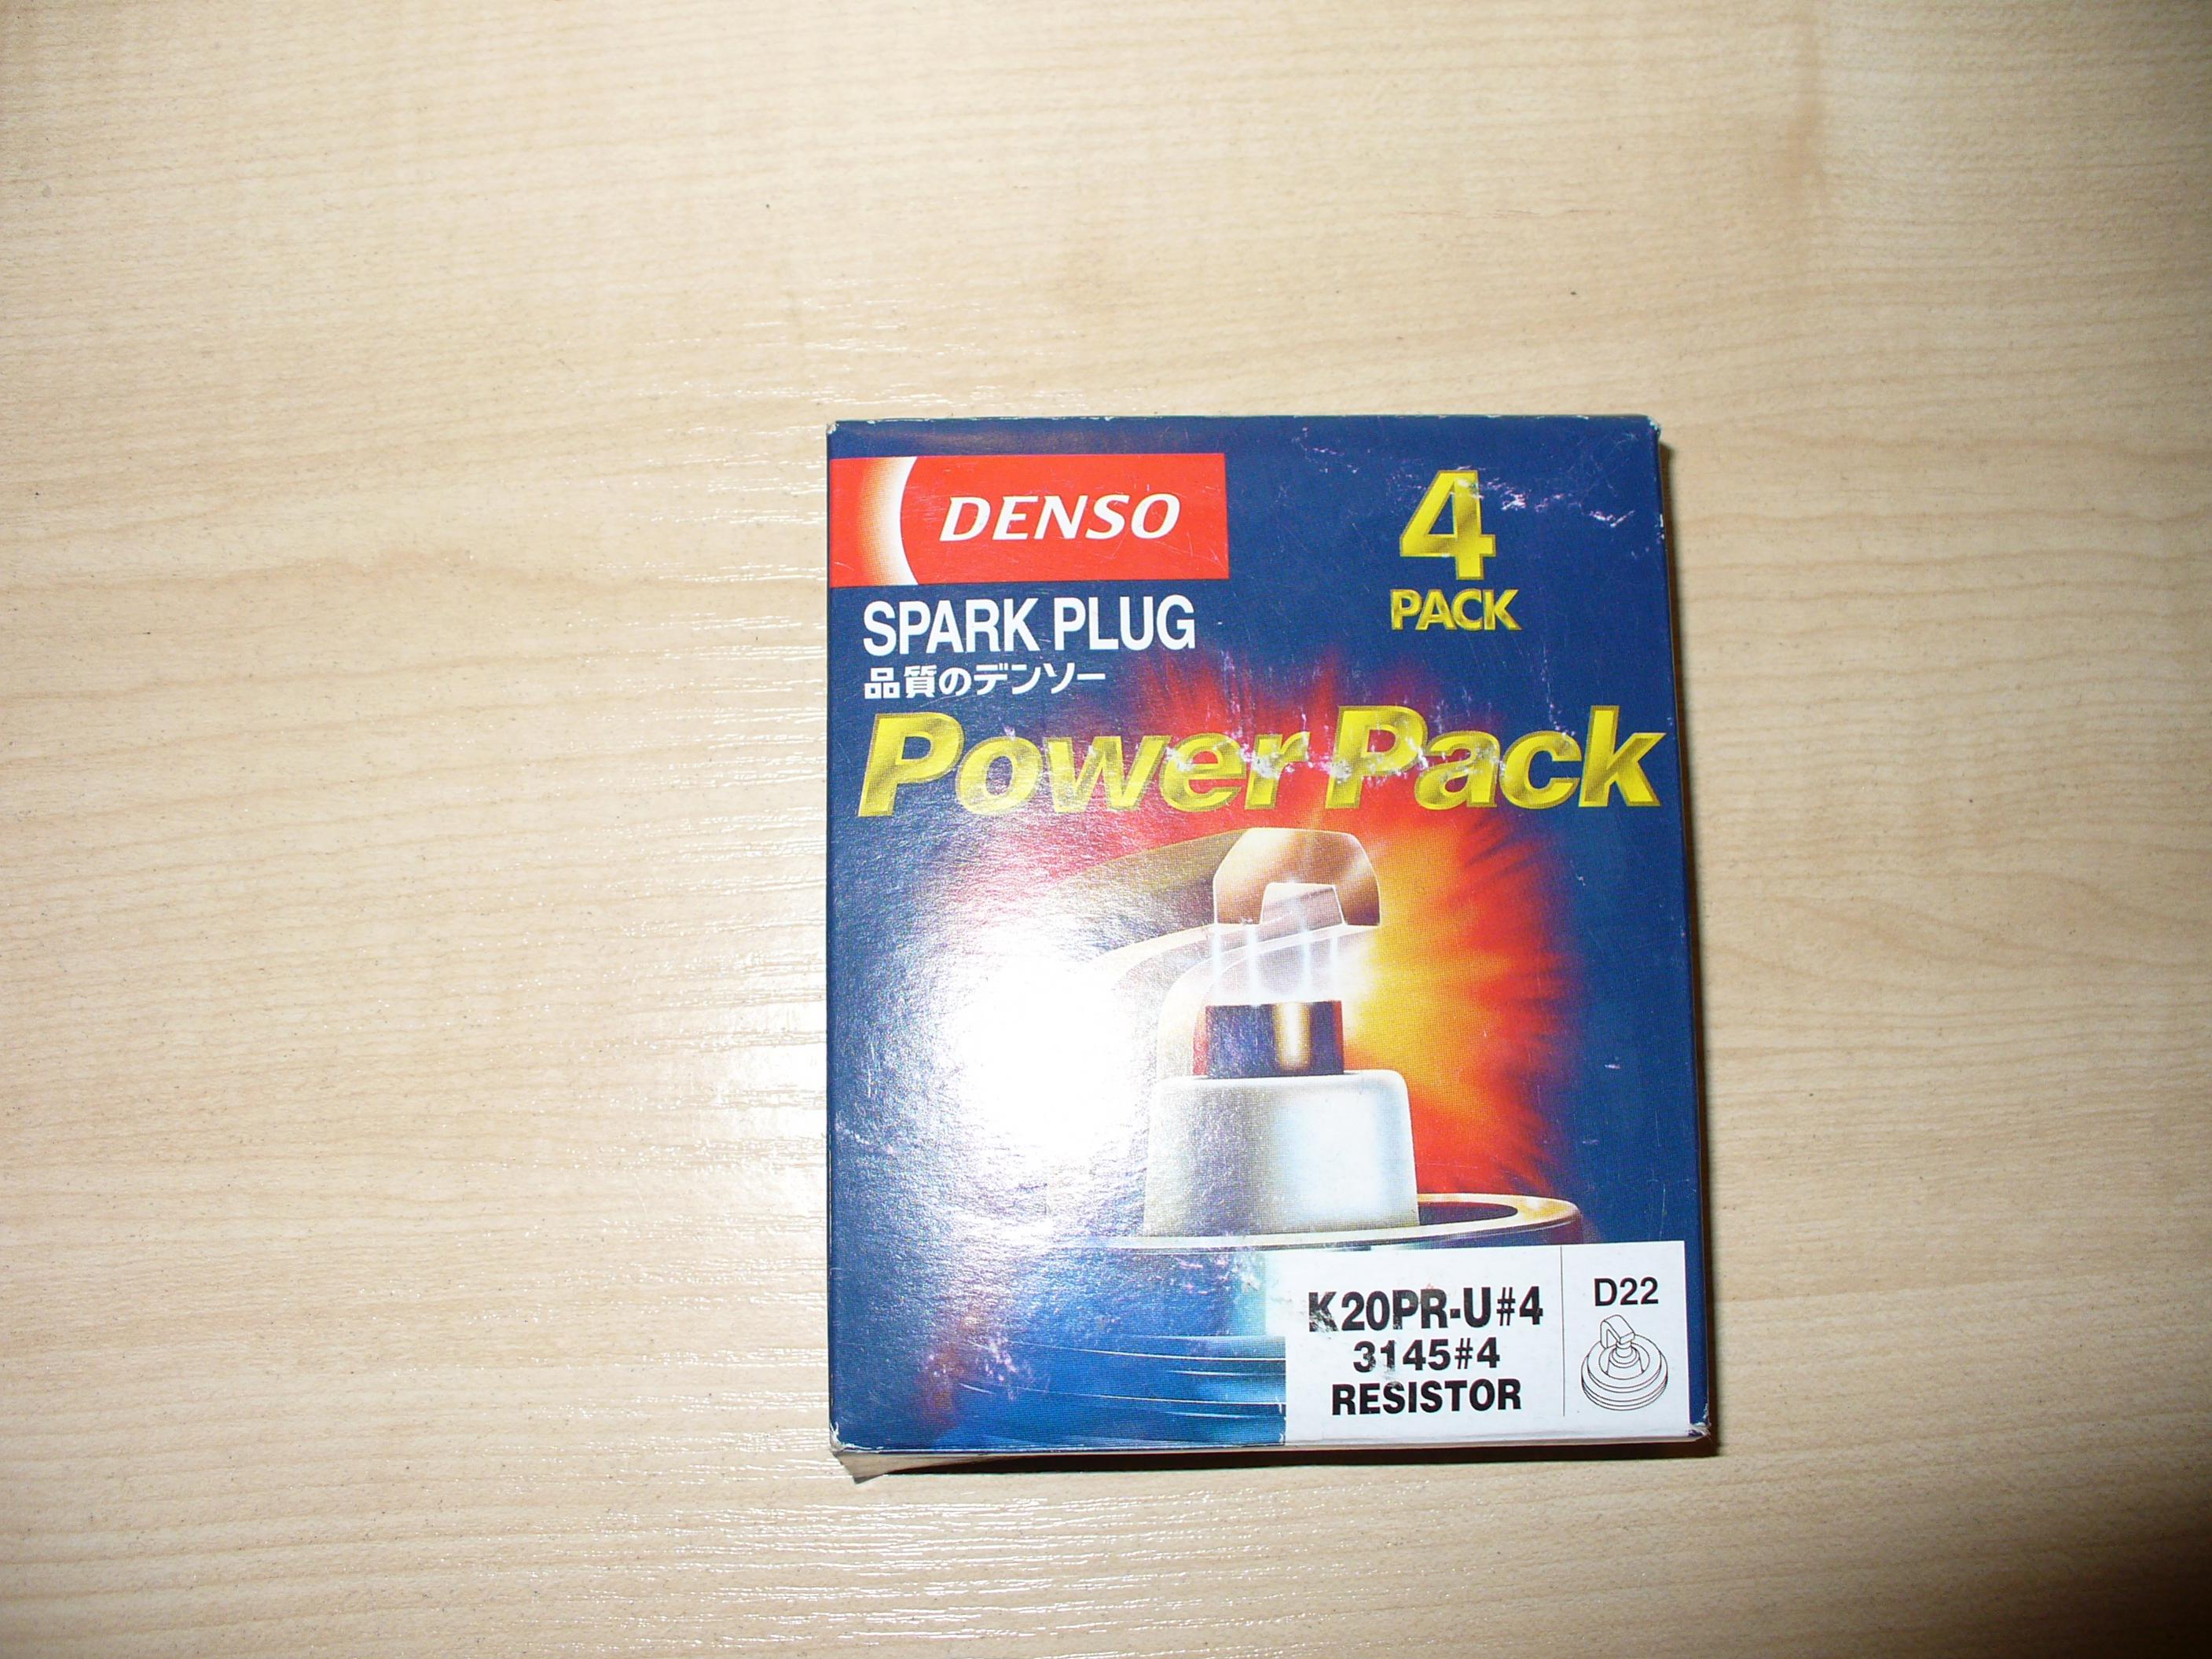 DENSO
4
PACK
SPARK PLUG
品質のデンソー
Power Pack
K20PR-U#4
3145#4
RESISTOR
D22